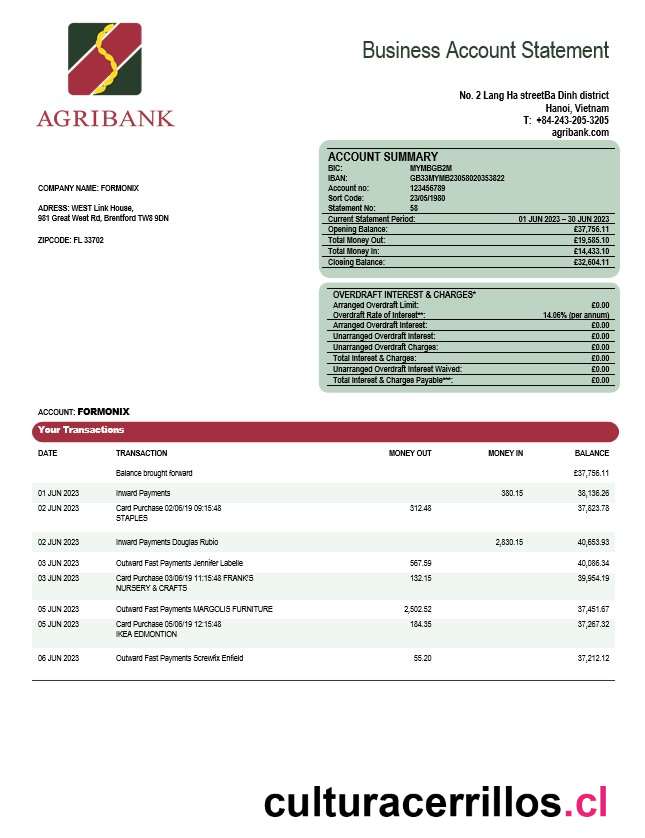 Business Account Statement
AGRIBANK
No. 2 Lang Ha streetBa Dinh district
Hanoi, Vietnam
T: +84-243-205-3205
agribank.com
COMPANY NAME: FORMONIX
ADRESS: WEST Link House,
981 Great West Rd, Brentford TW8 9DN
ZIPCODE: FL 33702
ACCOUNT SUMMARY
BIC: MYMBGB2M
IBAN: GB33MYMB23058020353822
Account no: 123456789
Sort Code: 23/05/1980
Statement No: 58
Current Statement Period: 01 JUN 2023 – 30 JUN 2023
Opening Balance: £37,756.11
Total Money Out: £19,585.10
Total Money In: £14,433.10
Closing Balance: £32,604.11
OVERDRAFT INTEREST & CHARGES*
Arranged Overdraft Limit: £0.00
Overdraft Rate of Interest**: 14.06% (per annum)
Arranged Overdraft Interest: £0.00
Unarranged Overdraft Interest: £0.00
Unarranged Overdraft Charges: £0.00
Total Interest & Charges: £0.00
Unarranged Overdraft Interest Waived: £0.00
Total Interest & Charges Payable***: £0.00
ACCOUNT: FORMONIX
Your Transactions
DATE TRANSACTION MONEY OUT MONEY IN BALANCE
Balance brought forward £37,756.11
01 JUN 2023 Inward Payments 380.15 38,136.26
02 JUN 2023 Card Purchase 02/06/19 09:15:48 312.48 37,823.78
STAPLES
02 JUN 2023 Inward Payments Douglas Rubio 2,830.15 40,653.93
03 JUN 2023 Outward Fast Payments Jennifer Labelle 567.59 40,086.34
03 JUN 2023 Card Purchase 03/06/19 11:15:48 FRANK'S 132.15 39,954.19
NURSERY & CRAFTS
05 JUN 2023 Outward Fast Payments MARGOLIS FURNITURE 2,502.52 37,451.67
05 JUN 2023 Card Purchase 05/06/19 12:15:48 184.35 37,267.32
IKEA EDMONTION
06 JUN 2023 Outward Fast Payments Screwfix Enfield 55.20 37,212.12
culturacerrillos.cl